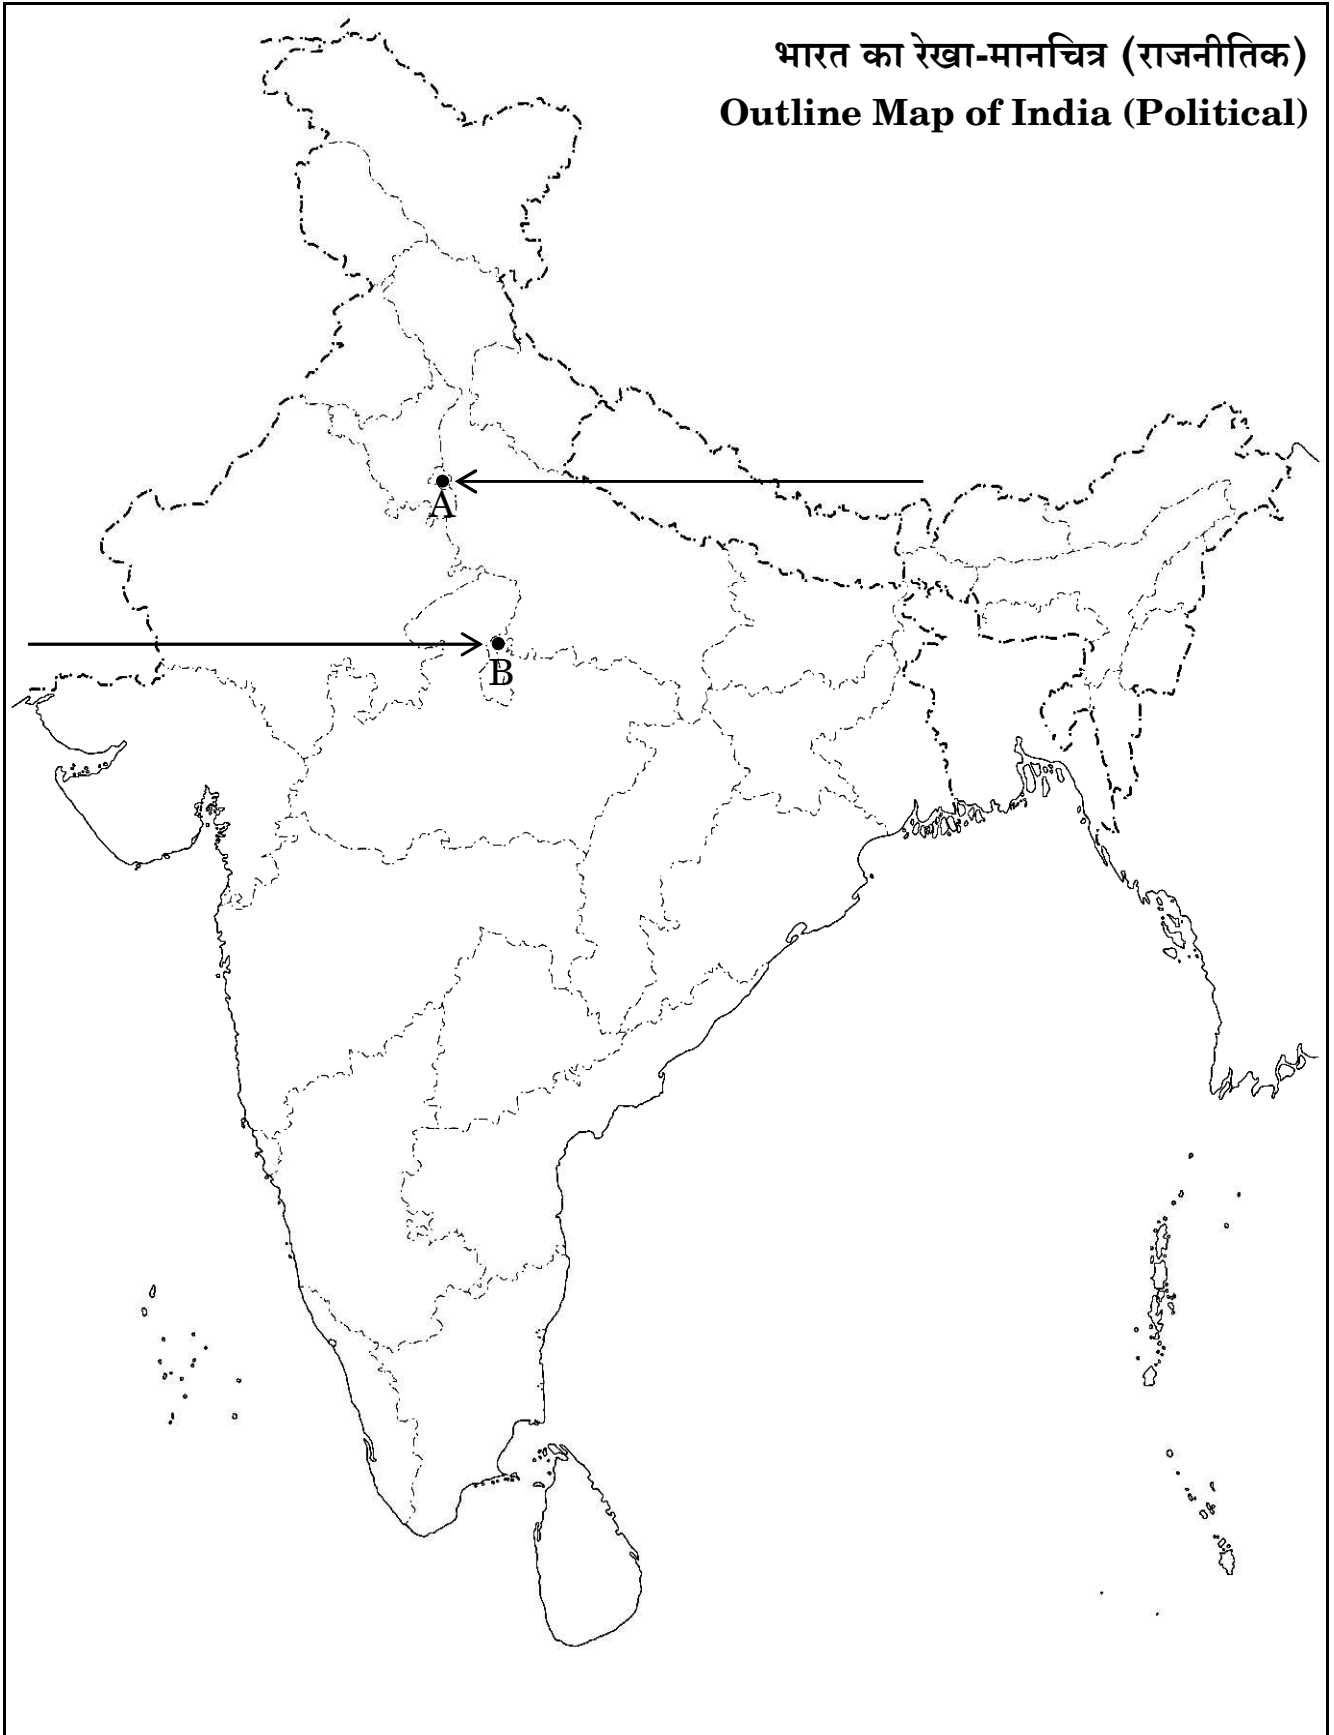 भारत का रेखा-मानचित्र (राजनीतिक)
Outline Map of India (Political)
A
B